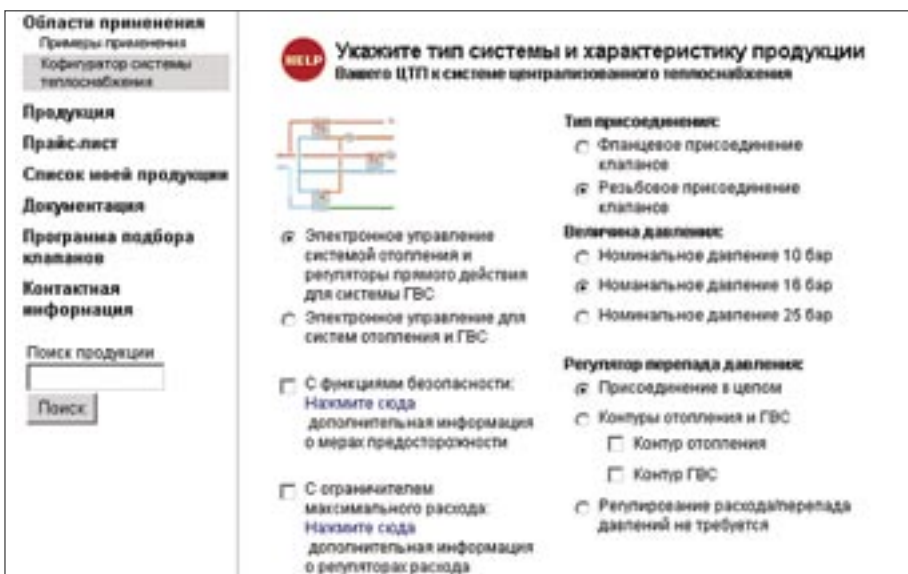 Области применения
Примеры применения
Кофигуратор системы
теплоснабжения
Продукция
Прайс-лист
Список моей продукции
Документация
Программа подбора
клапанов
Контактная
информация
Поиск продукции
Поиск
HELP
Укажите тип системы и характеристику продукции
Вашего ЦТП к системе централизованного теплоснабжения
Электронное управление
системой отопления и
регуляторы прямого действия
для системы ГВС
Электронное управление для
систем отопления и ГВС
С функциями безопасности:
Нажмите сюда
дополнительная информация
о мерах предосторожности
С ограничителем
максимального расхода:
Нажмите сюда
дополнительная информация
о регуляторах расхода
Тип присоединения:
Фланцевое присоединение
клапанов
Резьбовое присоединение
клапанов
Величина давления:
Номинальное давление 10 бар
Номанальное давление 16 бар
Номинальное давление 25 бар
Регулятор перепада давления:
Присоединение в целом
Контуры отопления и ГВС
Контур отопления
Контур ГВС
Регулирование расхода/перепада
давлений не требуется